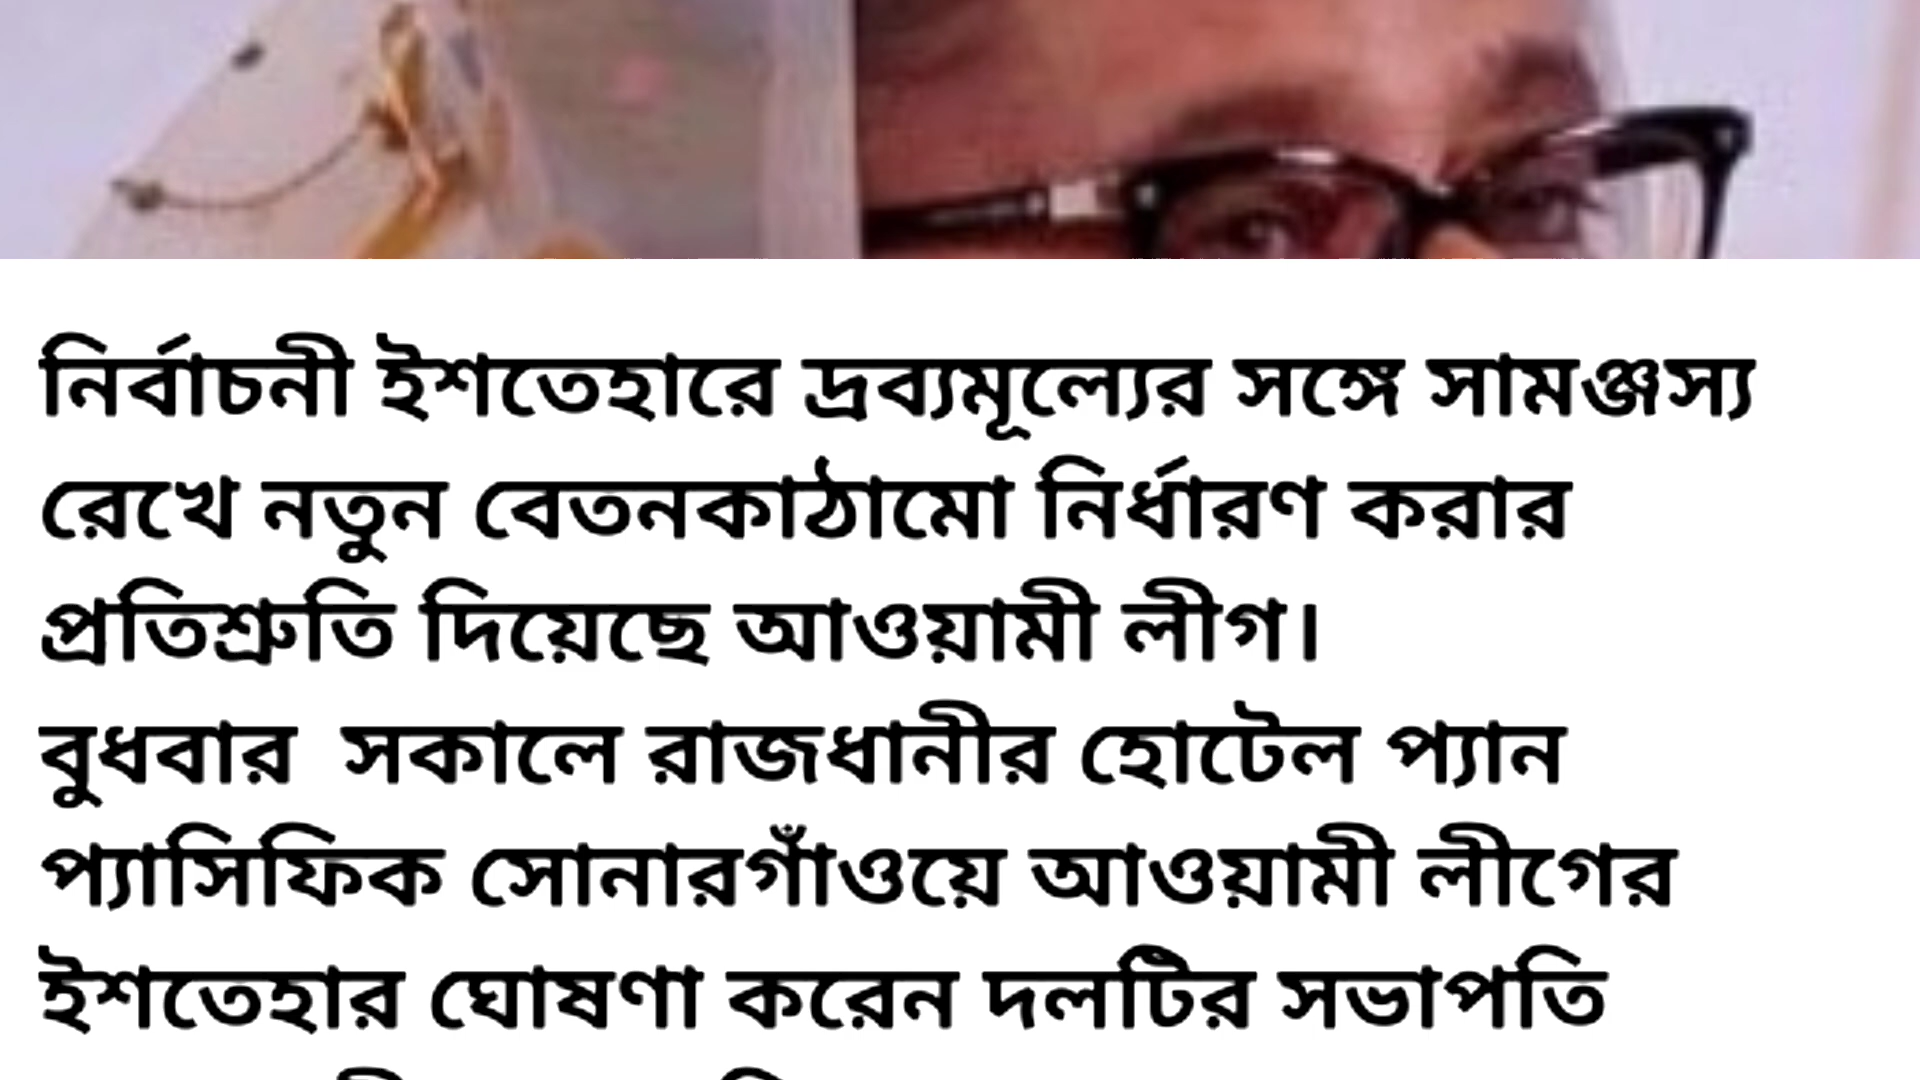 নির্বাচনী ইশতেহারে দ্রব্যমূল্যের সঙ্গে সামঞ্জস্য
রেখে নতুন বেতনকাঠামো নির্ধারণ করার
প্রতিশ্রুতি দিয়েছে আওয়ামী লীগ।
বুধবার সকালে রাজধানীর হোটেল প্যান
প্যাসিফিক সোনারগাঁওয়ে আওয়ামী লীগের
ইশতেহার ঘোষণা করেন দলটির সভাপতি